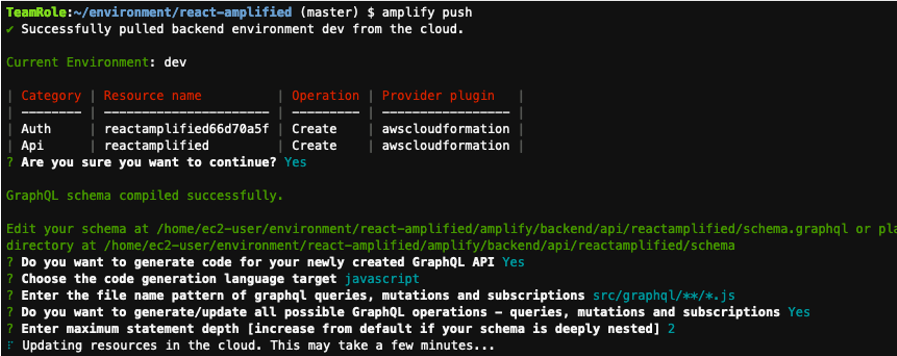 TeamRole:~/environment/react-amplified (master) $ amplify push
✔ Successfully pulled backend environment dev from the cloud.
Current Environment: dev
| Category | Resource name | Operation | Provider plugin |
| -------- | ---------------------- | --------- | ----------------- |
| Auth | reactamplified66d70a5f | Create | awscloudformation |
| Api | reactamplified | Create | awscloudformation |
? Are you sure you want to continue? Yes
GraphQL schema compiled successfully.
Edit your schema at /home/ec2-user/environment/react-amplified/amplify/backend/api/reactamplified/schema.graphql or pla
directory at /home/ec2-user/environment/react-amplified/amplify/backend/api/reactamplified/schema
? Do you want to generate code for your newly created GraphQL API Yes
? Choose the code generation language target javascript
? Enter the file name pattern of graphql queries, mutations and subscriptions src/graphql/**/*.js
? Do you want to generate/update all possible GraphQL operations - queries, mutations and subscriptions Yes
? Enter maximum statement depth [increase from default if your schema is deeply nested] 2
⠏ Updating resources in the cloud. This may take a few minutes...